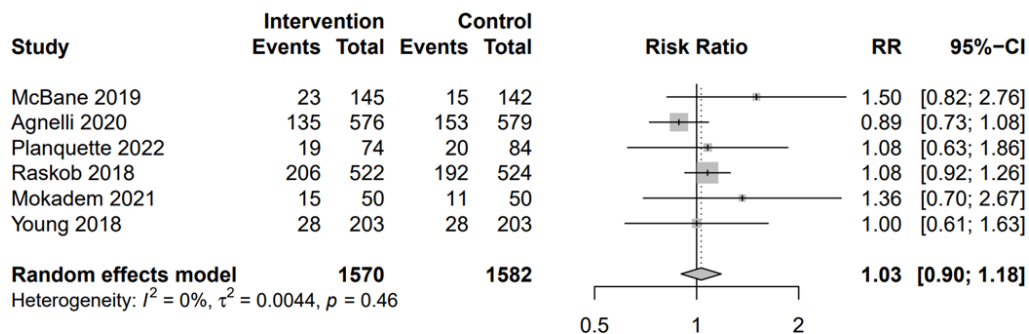 Intervention Control
Study Events Total Events Total Risk Ratio RR 95%−CI
McBane 2019 23 145 15 142 1.50 [0.82; 2.76]
Agnelli 2020 135 576 153 579 0.89 [0.73; 1.08]
Planquette 2022 19 74 20 84 1.08 [0.63; 1.86]
Raskob 2018 206 522 192 524 1.08 [0.92; 1.26]
Mokadem 2021 15 50 11 50 1.36 [0.70; 2.67]
Young 2018 28 203 28 203 1.00 [0.61; 1.63]
Random effects model 1570 1582 1.03 [0.90; 1.18]
Heterogeneity: I² = 0%, τ² = 0.0044, p = 0.46
0.5 1 2